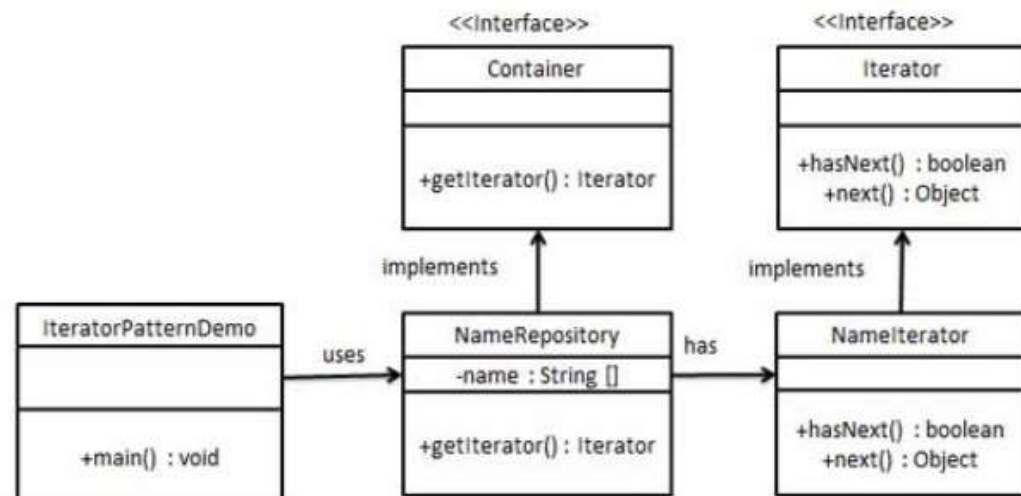 <<Interface>>
Container
+getIterator() : Iterator
<<Interface>>
Iterator
+hasNext() : boolean
+next() : Object
implements
implements
IteratorPatternDemo
+main() : void
uses
NameRepository
-name : String []
+getIterator() : Iterator
has
NameIterator
+hasNext() : boolean
+next() : Object